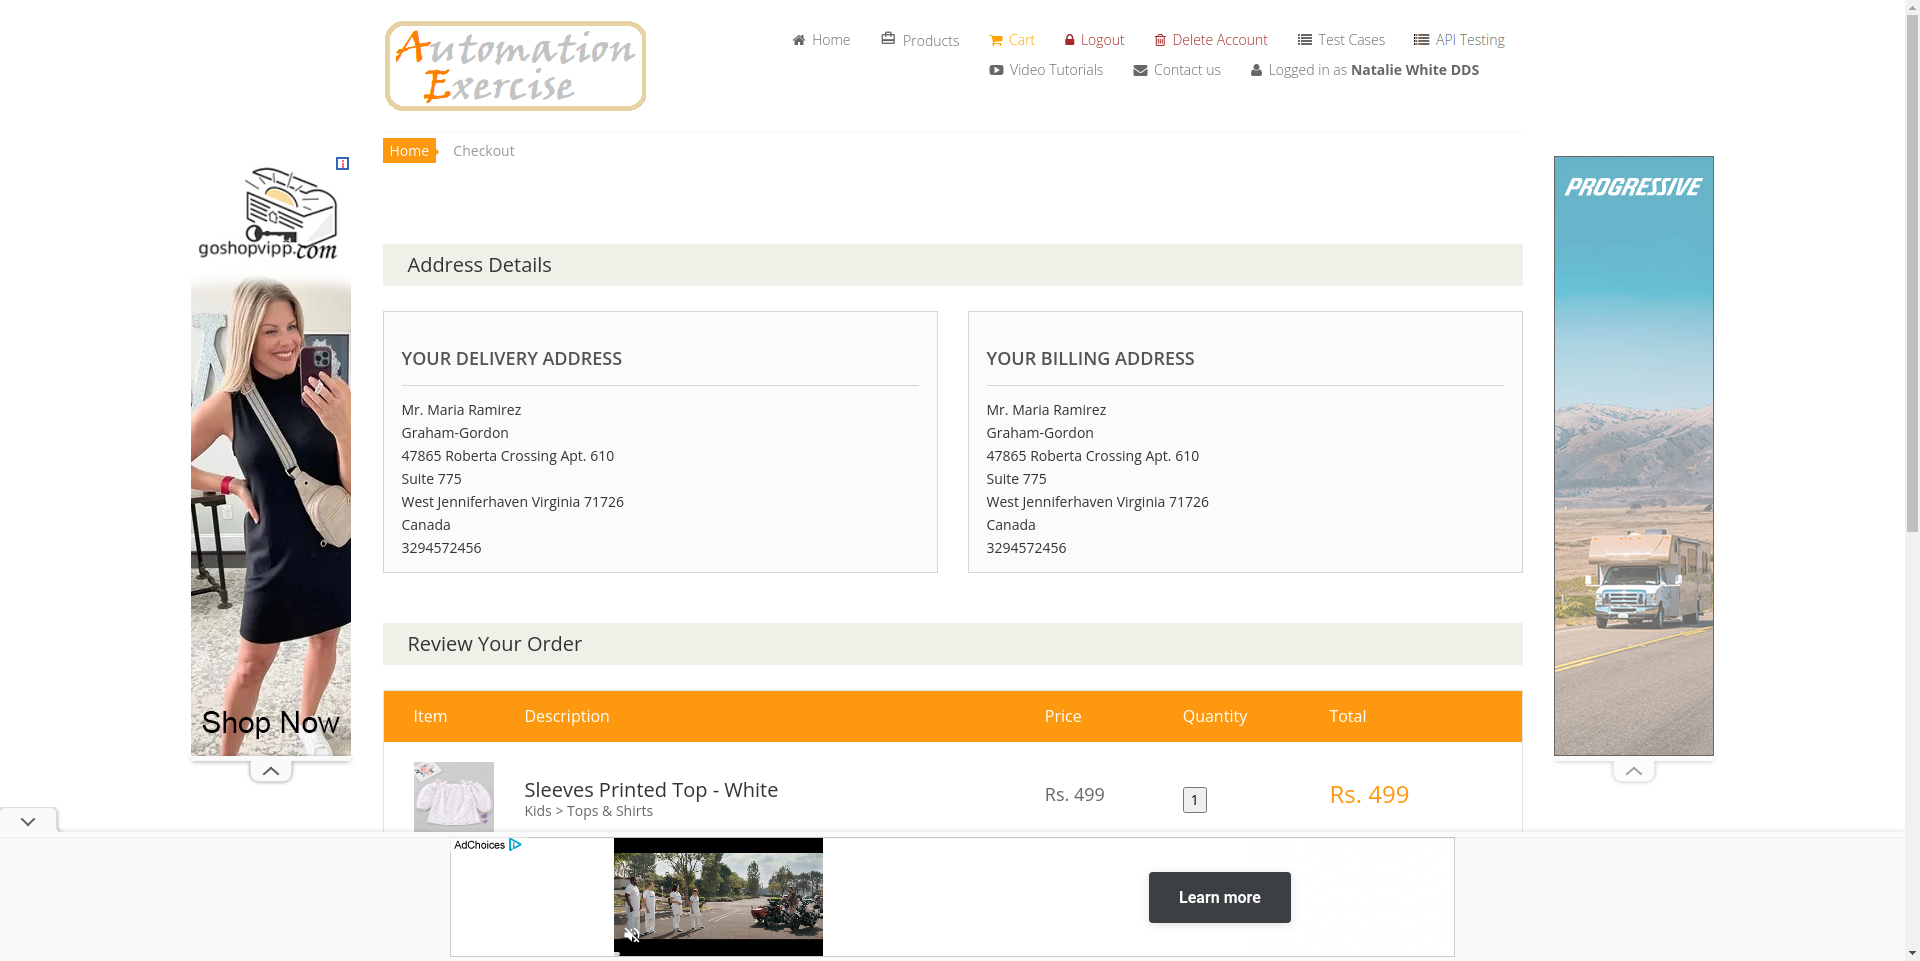 Automation
Exercise
Home
Products
Cart
Logout
Delete Account
Test Cases
API Testing
Video Tutorials
Contact us
Logged in as Natalie White DDS
Home
Checkout
goshopvipp.com
Shop Now
PROGRESSIVE
Address Details
YOUR DELIVERY ADDRESS
Mr. Maria Ramirez
Graham-Gordon
47865 Roberta Crossing Apt. 610
Suite 775
West Jenniferhaven Virginia 71726
Canada
3294572456
YOUR BILLING ADDRESS
Mr. Maria Ramirez
Graham-Gordon
47865 Roberta Crossing Apt. 610
Suite 775
West Jenniferhaven Virginia 71726
Canada
3294572456
Review Your Order
Item Description Price Quantity Total
Sleeves Printed Top - White
Kids > Tops & Shirts
Rs. 499
1
Rs. 499
AdChoices
Learn more